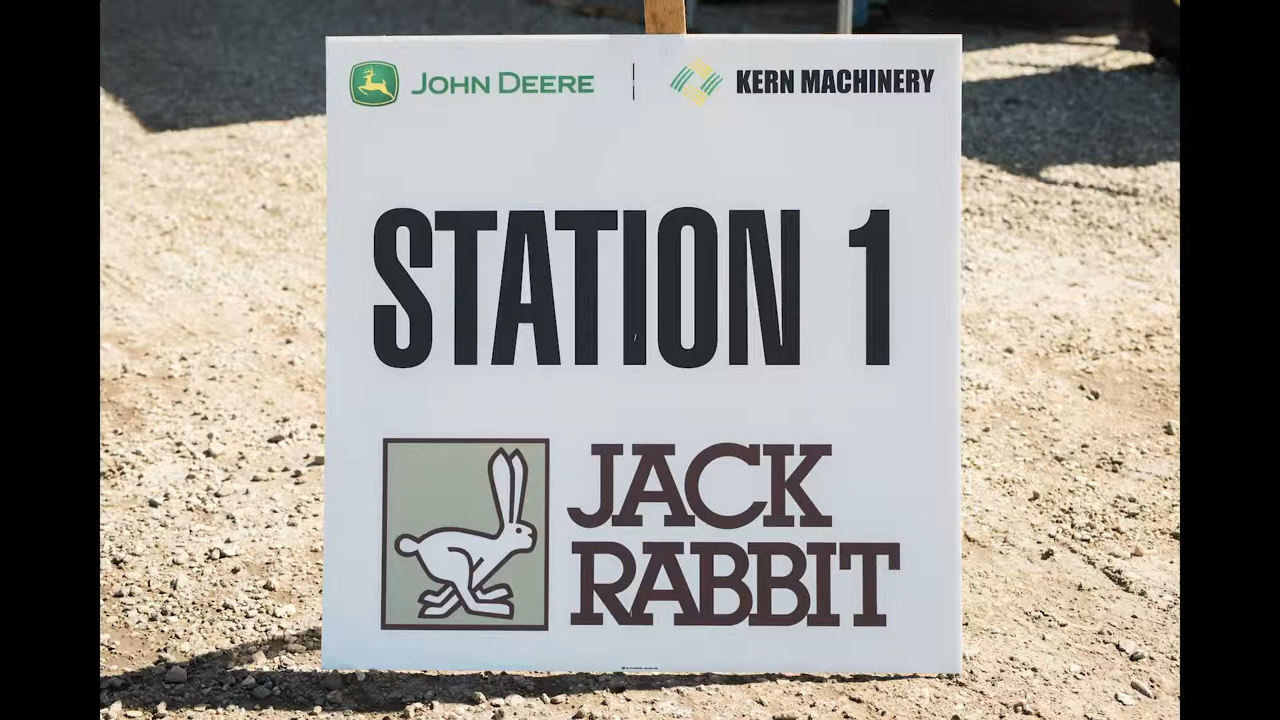 JOHN DEERE | KERN MACHINERY
STATION 1
JACK
RABBIT